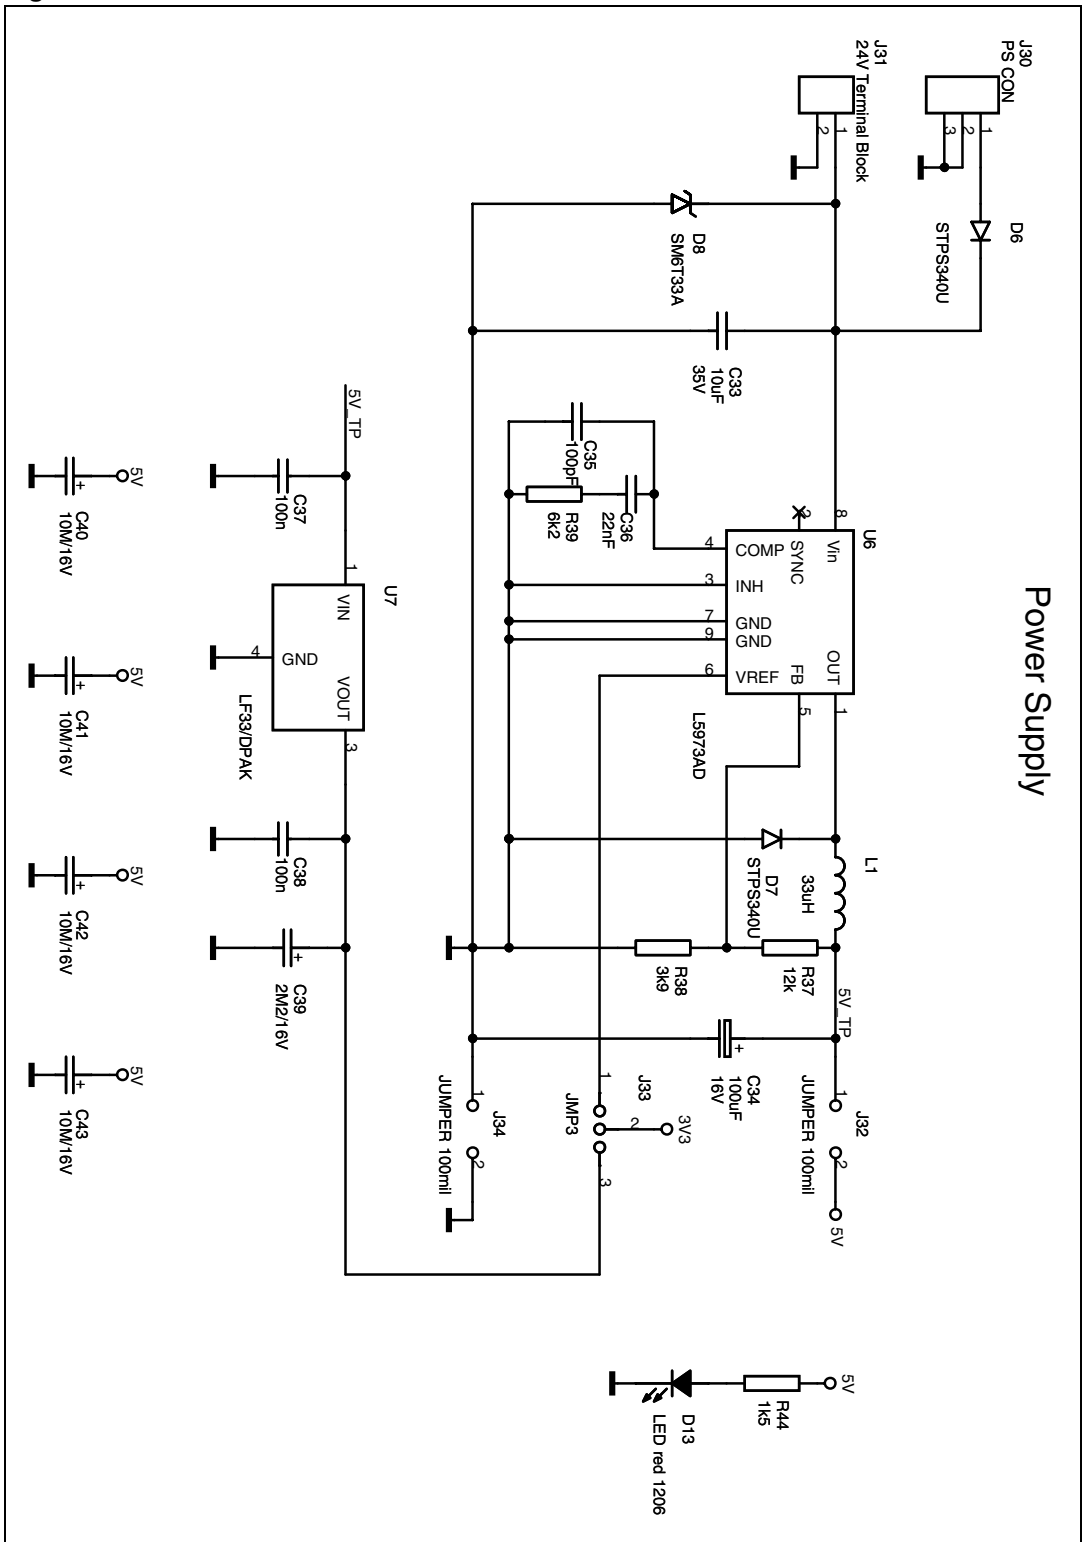 Power Supply
J30
PS CON
1
2
3
D6
STPS340U
J31
24V Terminal Block
1
2
D8
SM6T33A
C33
10uF
35V
C35
100pF
C36
22nF
R39
6k2
U6
L5973AD
8
Vin
SYNC
4
COMP
3
INH
7
GND
9
GND
6
VREF
5
FB
1
OUT
D7
STPS340U
L1
33uH
R37
12k
R38
3k9
5V_TP
C34
100uF
16V
J32
JUMPER 100mil
1
2
5V
J33
JMP3
1
2
3
3V3
J34
JUMPER 100mil
1
2
5V
R44
1k5
D13
LED red 1206
5V_TP
C37
100n
U7
LF33/DPAK
1
VIN
4
GND
VOUT
3
C38
100n
C39
2M2/16V
5V
C40
10M/16V
5V
C41
10M/16V
5V
C42
10M/16V
5V
C43
10M/16V